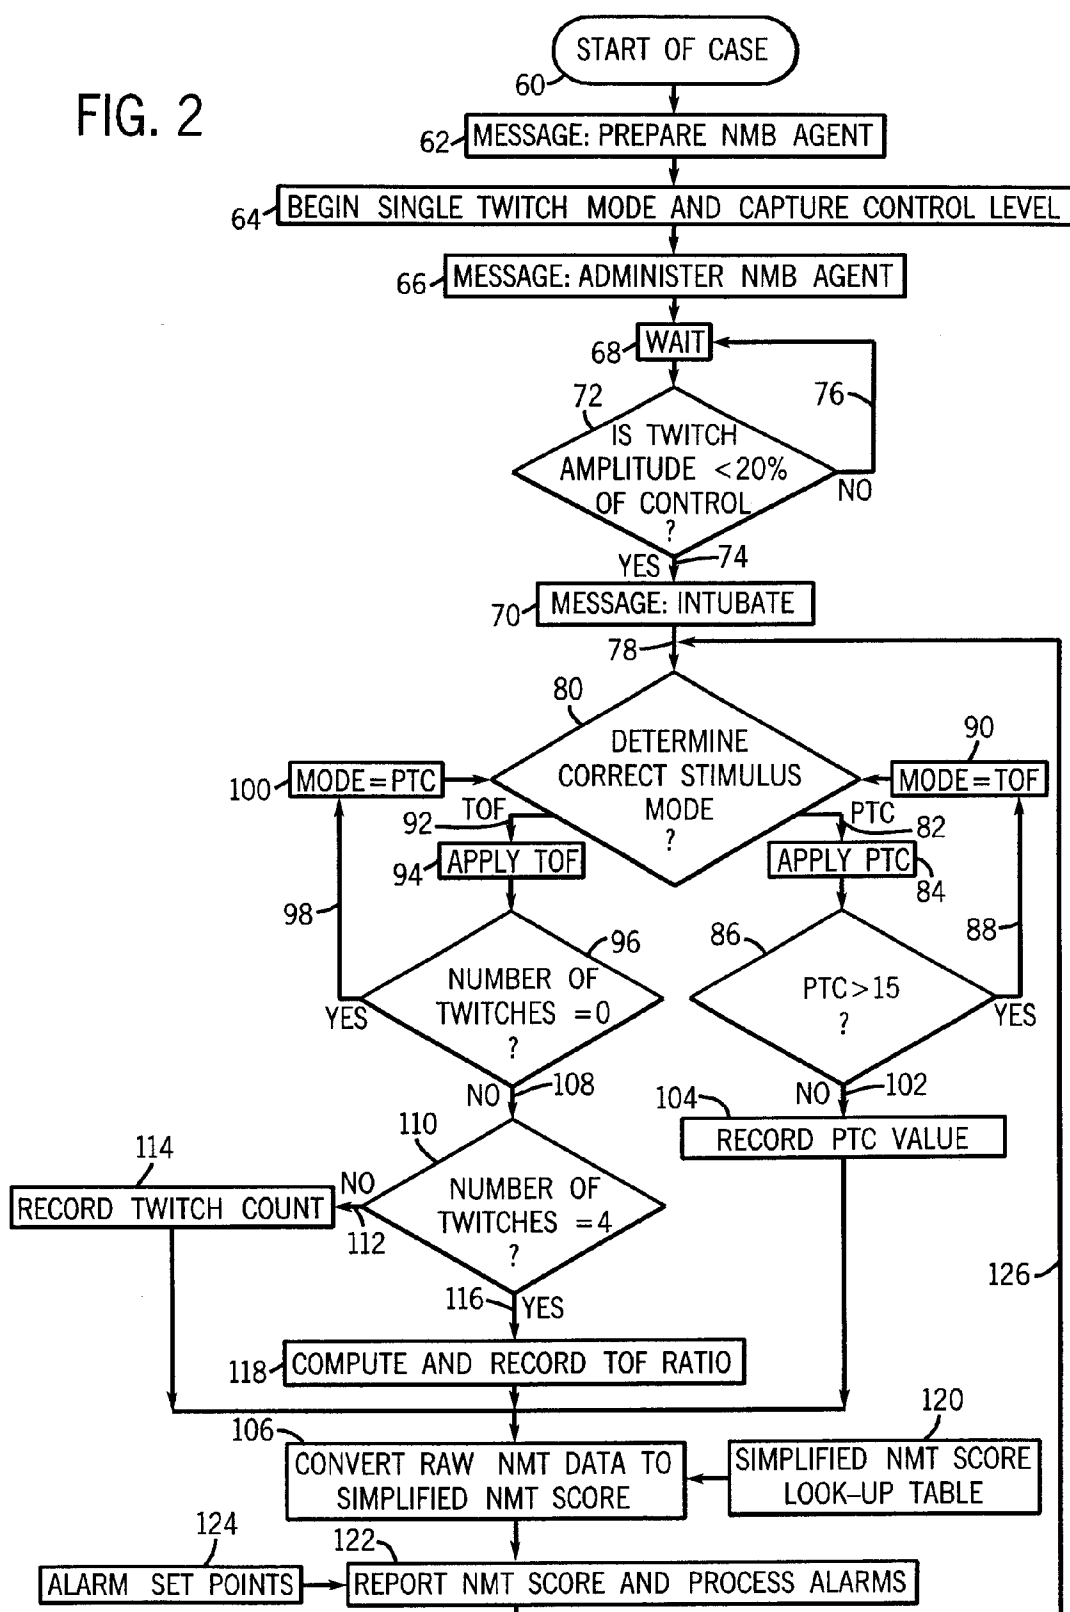 START OF CASE
60
FIG. 2
62
MESSAGE: PREPARE NMB AGENT
64
BEGIN SINGLE TWITCH MODE AND CAPTURE CONTROL LEVEL
66
MESSAGE: ADMINISTER NMB AGENT
68
WAIT
72
76
IS TWITCH
AMPLITUDE <20%
OF CONTROL
?
NO
YES
74
70
MESSAGE: INTUBATE
78
80
DETERMINE
CORRECT STIMULUS
MODE
?
90
100
MODE=PTC
MODE=TOF
TOF
PTC
92
82
94
APPLY TOF
APPLY PTC
84
98
96
86
88
NUMBER OF
TWITCHES =0
?
PTC>15
?
YES
YES
NO
108
NO
102
104
110
RECORD PTC VALUE
114
NO
RECORD TWITCH COUNT
112
NUMBER OF
TWITCHES =4
?
126
116
YES
118
COMPUTE AND RECORD TOF RATIO
106
120
CONVERT RAW NMT DATA TO
SIMPLIFIED NMT SCORE
SIMPLIFIED NMT SCORE
LOOK-UP TABLE
124
122
ALARM SET POINTS
REPORT NMT SCORE AND PROCESS ALARMS